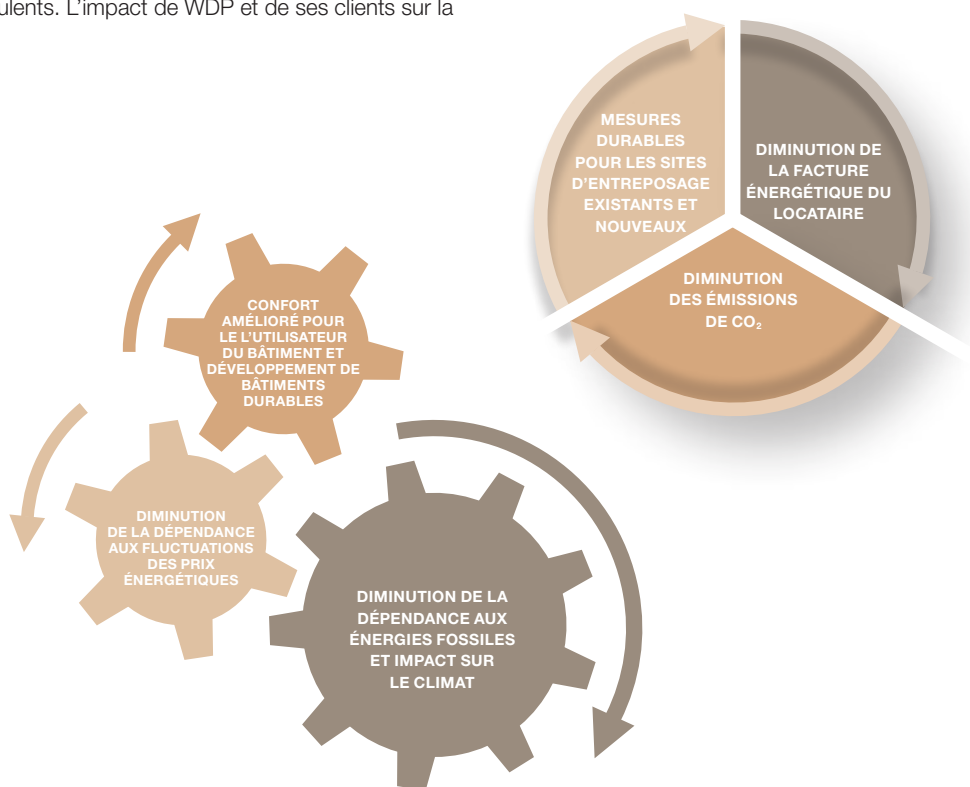 L'impact de WDP et de ses clients sur la
MESURES
DURABLES
POUR LES SITES
D'ENTREPOSAGE
EXISTANTS ET
NOUVEAUX
DIMINUTION DE
LA FACTURE
ÉNERGÉTIQUE DU
LOCATAIRE
DIMINUTION
DES ÉMISSIONS
DE CO₂
CONFORT
AMÉLIORÉ POUR
LE L'UTILISATEUR
DU BÂTIMENT ET
DÉVELOPPEMENT DE
BÂTIMENTS
DURABLES
DIMINUTION
DE LA DÉPENDANCE
AUX FLUCTUATIONS
DES PRIX
ÉNERGÉTIQUES
DIMINUTION DE LA
DÉPENDANCE AUX
ÉNERGIES FOSSILES
ET IMPACT SUR
LE CLIMAT